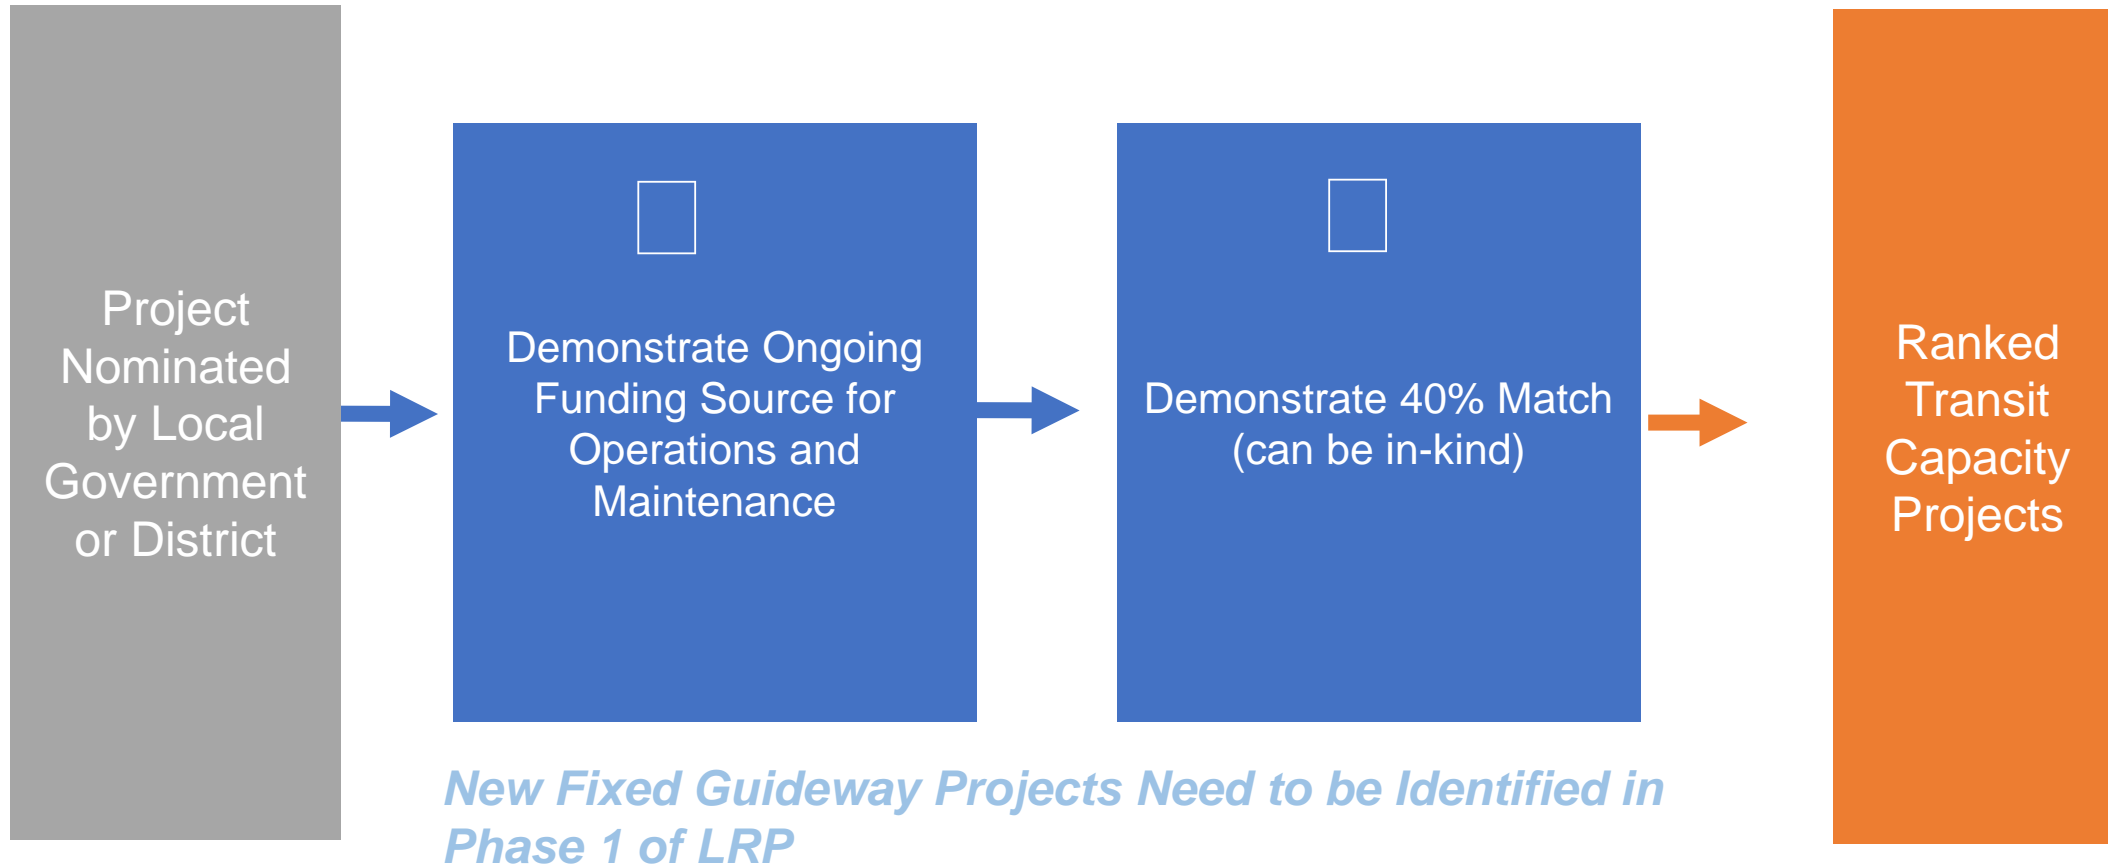 Project
Nominated
by Local
Government
or District
Demonstrate Ongoing
Funding Source for
Operations and
Maintenance
Demonstrate 40% Match
(can be in-kind)
Ranked
Transit
Capacity
Projects
New Fixed Guideway Projects Need to be Identified in
Phase 1 of LRP